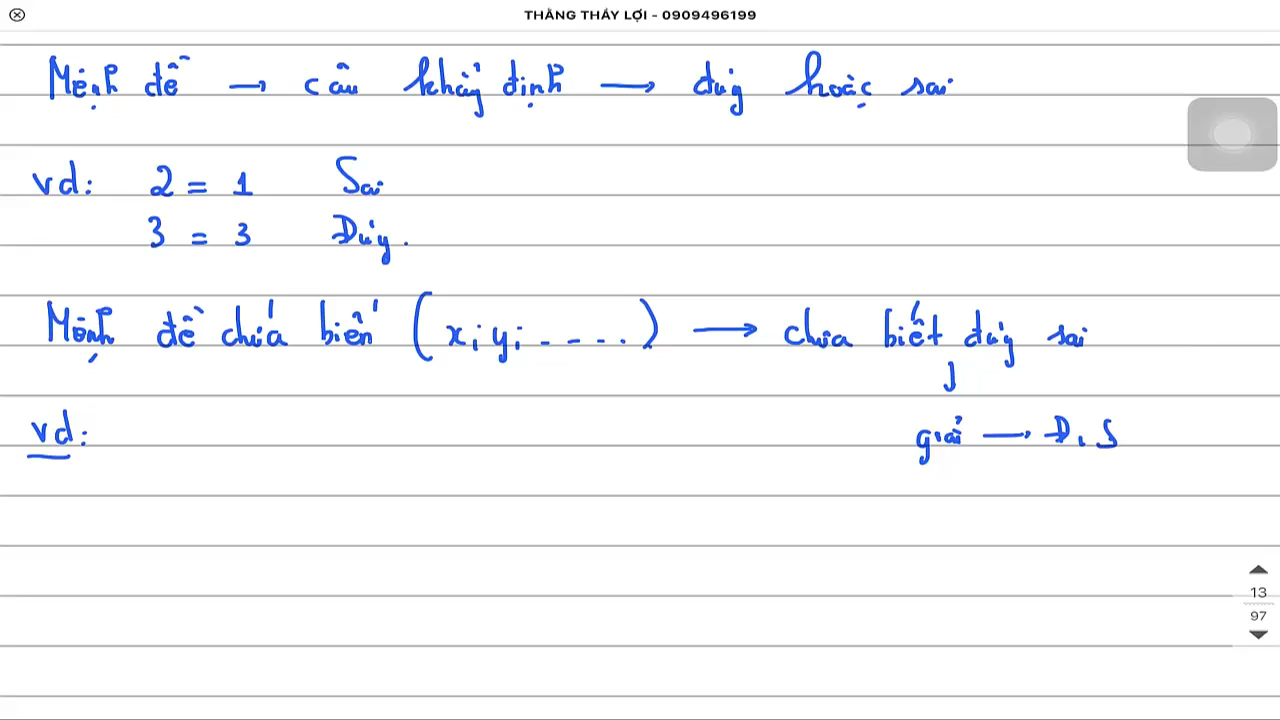 THẰNG THẦY LỢI - 0909496199
Mệnh đề → câu khẳng định → đúng hoặc sai
vd: 2 = 1 Sai
3 = 3 Đúng.
Mệnh đề chứa biến (x; y; - - - . .) → chưa biết đúng sai
vd: giải → Đ, S
13
97